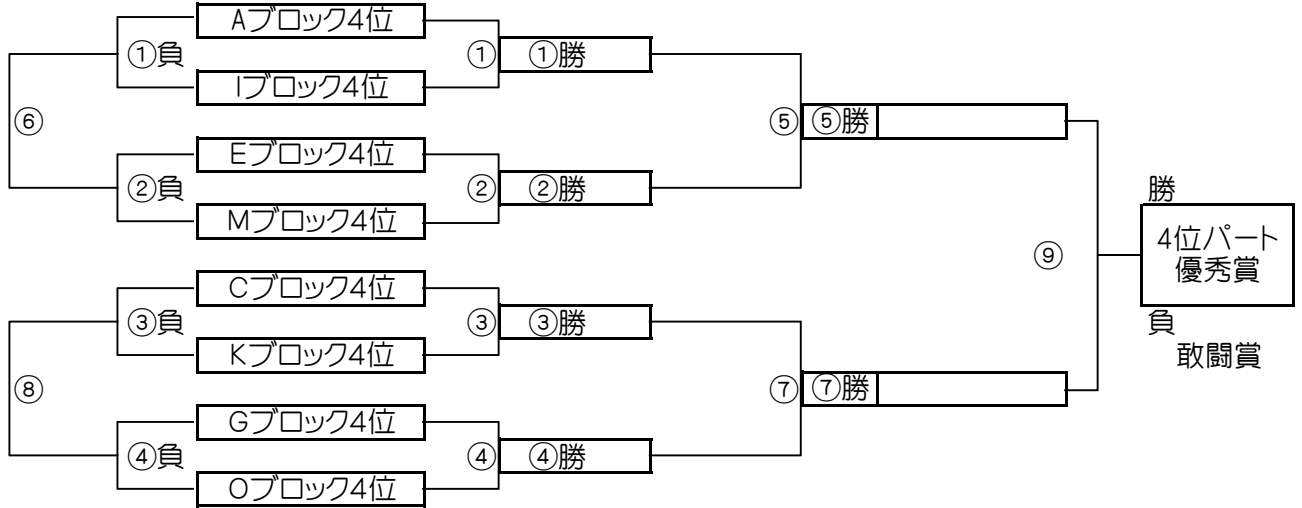 Aブロック4位
①負
①
①勝
Iブロック4位
⑥
⑤
⑤勝
Eブロック4位
②負
②
②勝
Mブロック4位
勝
4位パート
優秀賞
⑨
Cブロック4位
③負
③
③勝
負
Kブロック4位
敢闘賞
⑧
⑦
⑦勝
Gブロック4位
④負
④
④勝
Oブロック4位